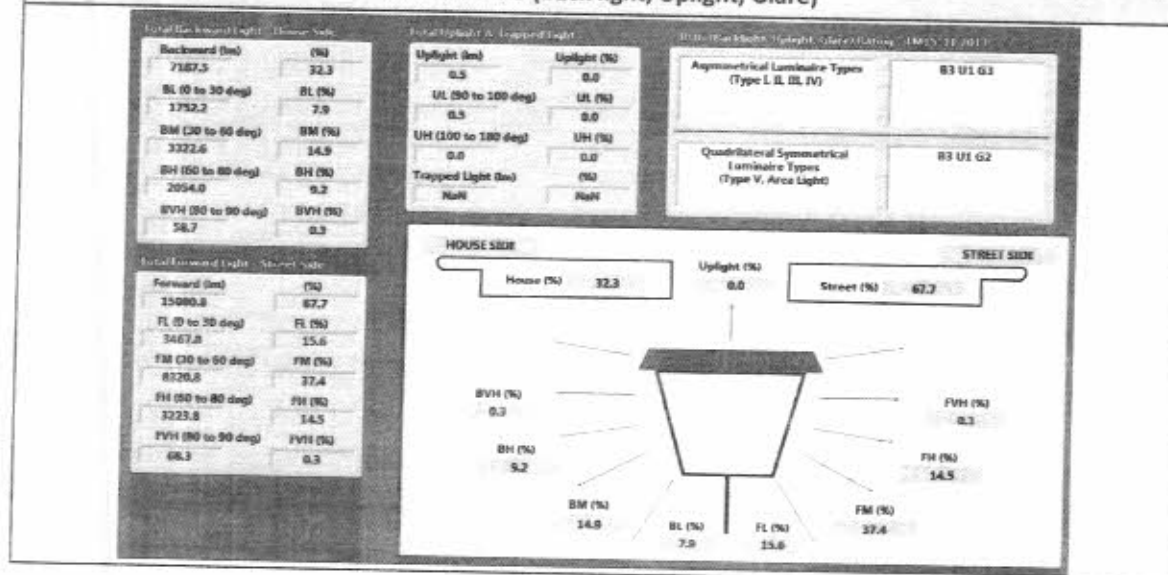 Total Backward Light - House Side
Backward (lm) (%)
7187.5 32.3
BL (0 to 30 deg) BL (%)
1752.2 7.9
BM (30 to 60 deg) BM (%)
3322.6 14.9
BH (60 to 80 deg) BH (%)
2054.0 9.2
BVH (80 to 90 deg) BVH (%)
58.7 0.3
Total Forward Light - Street Side
Forward (lm) (%)
15080.8 67.7
FL (0 to 30 deg) FL (%)
3467.8 15.6
FM (30 to 60 deg) FM (%)
8320.8 37.4
FH (60 to 80 deg) FH (%)
3223.8 14.5
FVH (80 to 90 deg) FVH (%)
68.3 0.3
Total Uplight & Trapped Light
Uplight (lm) Uplight (%)
0.5 0.0
UL (90 to 100 deg) UL (%)
0.5 0.0
UH (100 to 180 deg) UH (%)
0.0 0.0
Trapped Light (lm) (%)
NaN NaN
(Backlight, Uplight, Glare) Rating
Asymmetrical Luminaire Types
(Type I, II, III, IV)
B3 U1 G3
Quadrilateral Symmetrical
Luminaire Types
(Type V, Area Light)
B3 U1 G2
HOUSE SIDE
STREET SIDE
House (%) 32.3
Uplight (%)
0.0
Street (%) 67.7
BVH (%)
0.3
FVH (%)
0.3
BH (%)
9.2
FH (%)
14.5
BM (%)
14.9
FM (%)
37.4
BL (%)
7.9
FL (%)
15.6